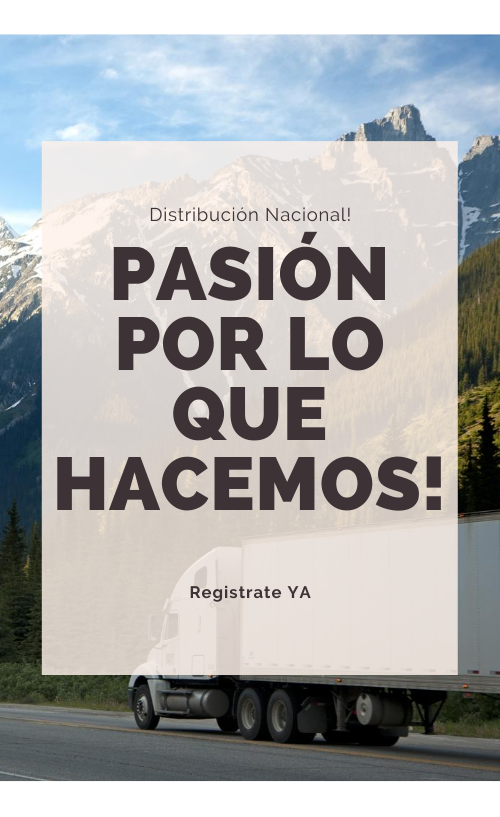 Distribución Nacional!
PASIÓN
POR LO
QUE
HACEMOS!
Registrate YA